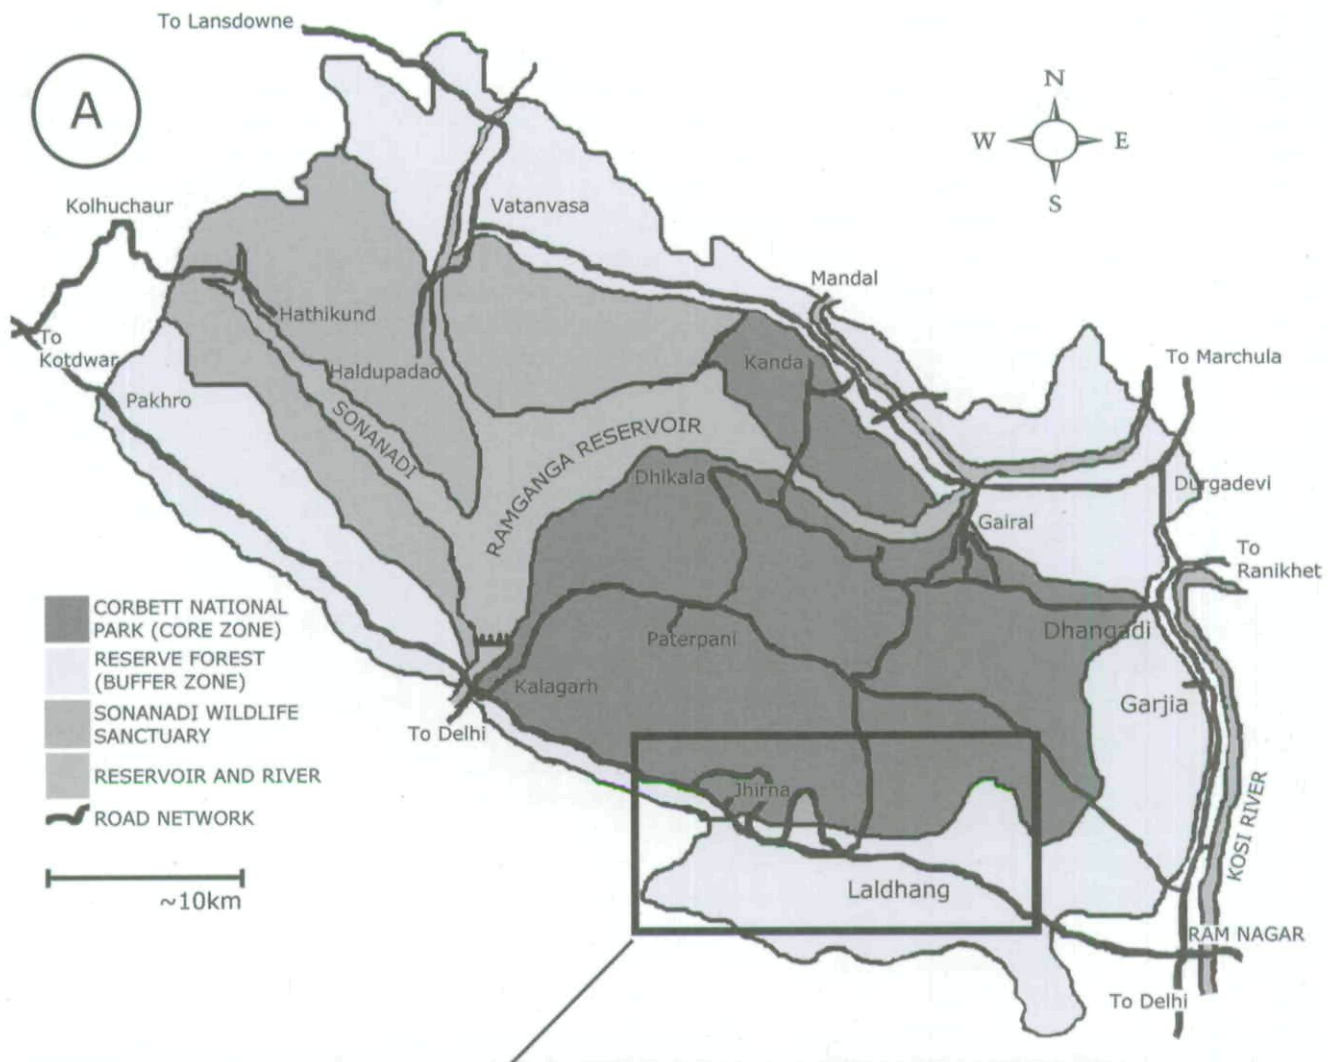 To Lansdowne
A
N
W E
S
Kolhuchaur
Vatanvasa
Mandal
Hathikund
To
Kotdwar
Haldupadao
Kanda
To Marchula
Pakhro
SONANADI
RAMGANGA RESERVOIR
Dhikala
Durgadevi
Gairal
To
Ranikhet
CORBETT NATIONAL
PARK (CORE ZONE)
RESERVE FOREST
(BUFFER ZONE)
SONANADI WILDLIFE
SANCTUARY
RESERVOIR AND RIVER
ROAD NETWORK
~10km
Paterpani
Dhangadi
Kalagarh
Garjia
To Delhi
Jhirna
KOSI RIVER
Laldhang
RAM NAGAR
To Delhi